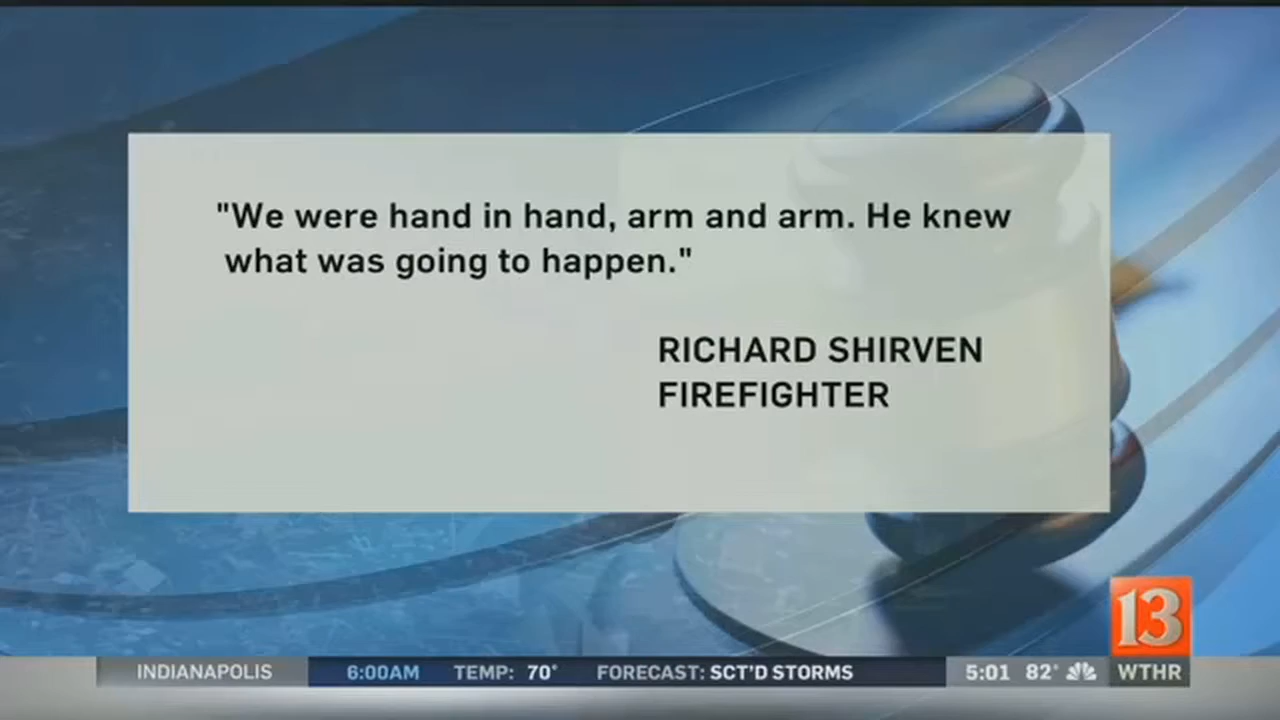 "We were hand in hand, arm and arm. He knew
what was going to happen."
RICHARD SHIRVEN
FIREFIGHTER
13
INDIANAPOLIS 6:00AM TEMP: 70° FORECAST: SCT'D STORMS 5:01 82° WTHR